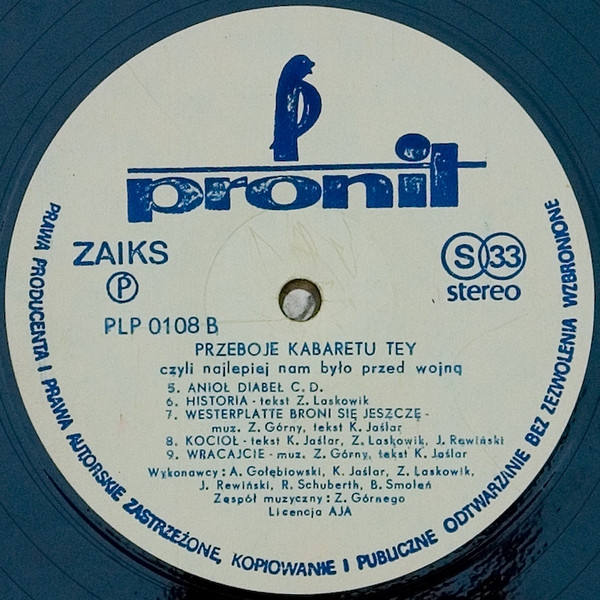 pronit
ZAIKS
P
S 33
stereo
PLP 0108 B
PRZEBOJE KABARETU TEY
czyli najlepiej nam było przed wojną
5. ANIOŁ DIABEŁ C. D.
6. HISTORIA - tekst Z. Laskowik
7. WESTERPLATTE BRONI SIĘ JESZCZĘ -
muz. Z. Górny, tekst K. Jaślar
8. KOCIOŁ - tekst K. Jaślar, Z. Laskowik, J. Rewiński
9. WRACAJCIE - muz. Z. Górny, tekst K. Jaślar
Wykonawcy: A. Gołębiowski, K. Jaślar, Z. Laskowik,
J. Rewiński, R. Schuberth, B. Smoleń
Zespół muzyczny: Z. Górnego
Licencja AJA
PRAWA PRODUCENTA I PRAWA AUTORSKIE ZASTRZEŻONE, KOPIOWANIE I PUBLICZNE ODTWARZANIE BEZ ZEZWOLENIA WZBRONIONE